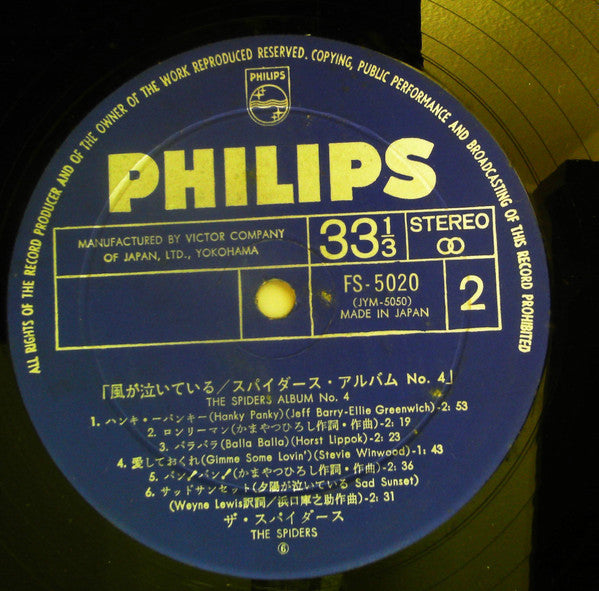 ALL RIGHTS OF THE RECORD PRODUCER AND OF THE OWNER OF THE WORK REPRODUCED RESERVED. COPYING, PUBLIC PERFORMANCE AND BROADCASTING OF THIS RECORD PROHIBITED
PHILIPS
PHILIPS
MANUFACTURED BY VICTOR COMPANY
OF JAPAN, LTD., YOKOHAMA
33 1/3
STEREO
FS-5020
(JYM-5050)
MADE IN JAPAN
2
「風が泣いている/スパイダース・アルバム No. 4」
THE SPIDERS ALBUM No. 4
1. ハンキー・パンキー(Hanky Panky)(Jeff Barry-Ellie Greenwich)-2: 53
2. ロンリーマン(かまやつひろし作詞・作曲)-2: 19
3. バラバラ(Balla Balla)(Horst Lippok)-2: 23
4. 愛しておくれ(Gimme Some Lovin')(Stevie Winwood)-1: 43
5. バン!バン!(かまやつひろし作詞・作曲)-2: 36
6. サッドサンセット(夕陽が泣いている Sad Sunset)
(Weyne Lewis訳詞/浜口庫之助作曲)-2: 31
ザ・スパイダース
THE SPIDERS
⑥